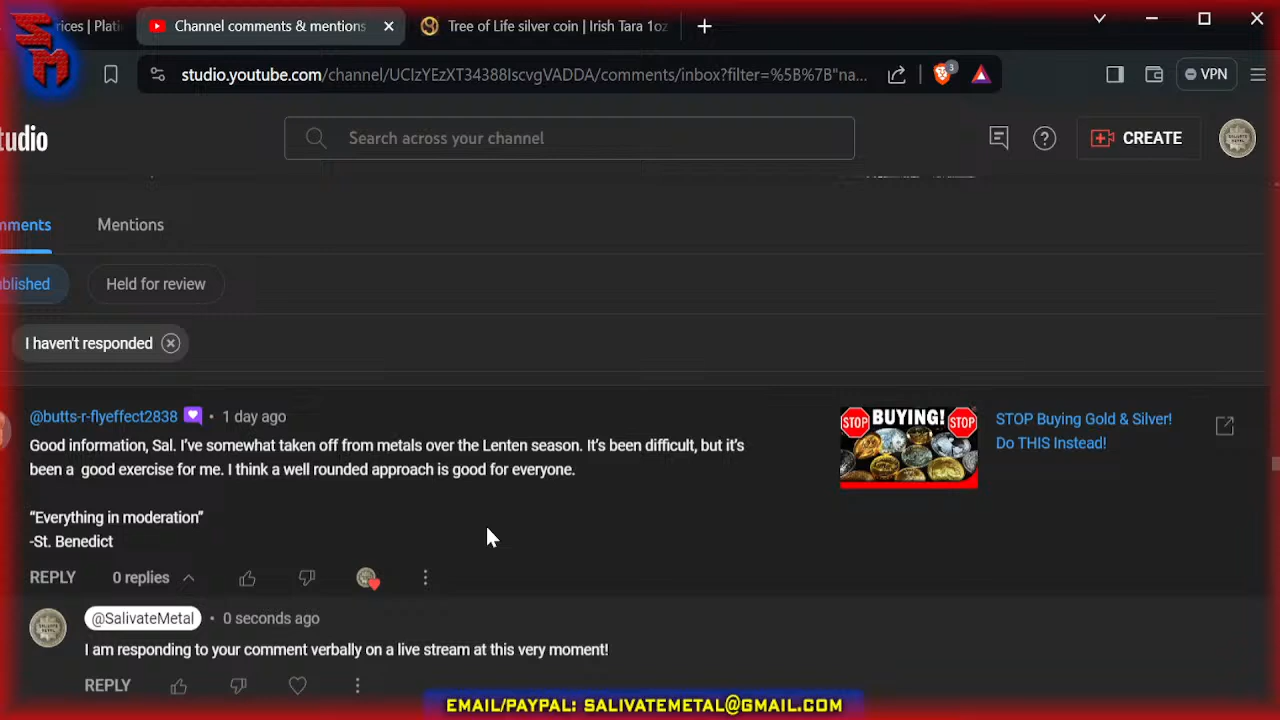 SM
rices | Plati
Channel comments & mentions
Tree of Life silver coin | Irish Tara 1oz
studio.youtube.com/channel/UCIzYEzXT34388IscvgVADDA/comments/inbox?filter=%5B%7B"na...
3
VPN
tudio
Search across your channel
CREATE
mments
Mentions
ublished
Held for review
I haven't responded
@butts-r-flyeffect2838 • 1 day ago
Good information, Sal. I've somewhat taken off from metals over the Lenten season. It's been difficult, but it's
been a good exercise for me. I think a well rounded approach is good for everyone.
“Everything in moderation”
-St. Benedict
STOP
BUYING!
STOP
STOP Buying Gold & Silver!
Do THIS Instead!
REPLY
0 replies
@SalivateMetal • 0 seconds ago
I am responding to your comment verbally on a live stream at this very moment!
REPLY
EMAIL/PAYPAL: SALIVATEMETAL@GMAIL.COM